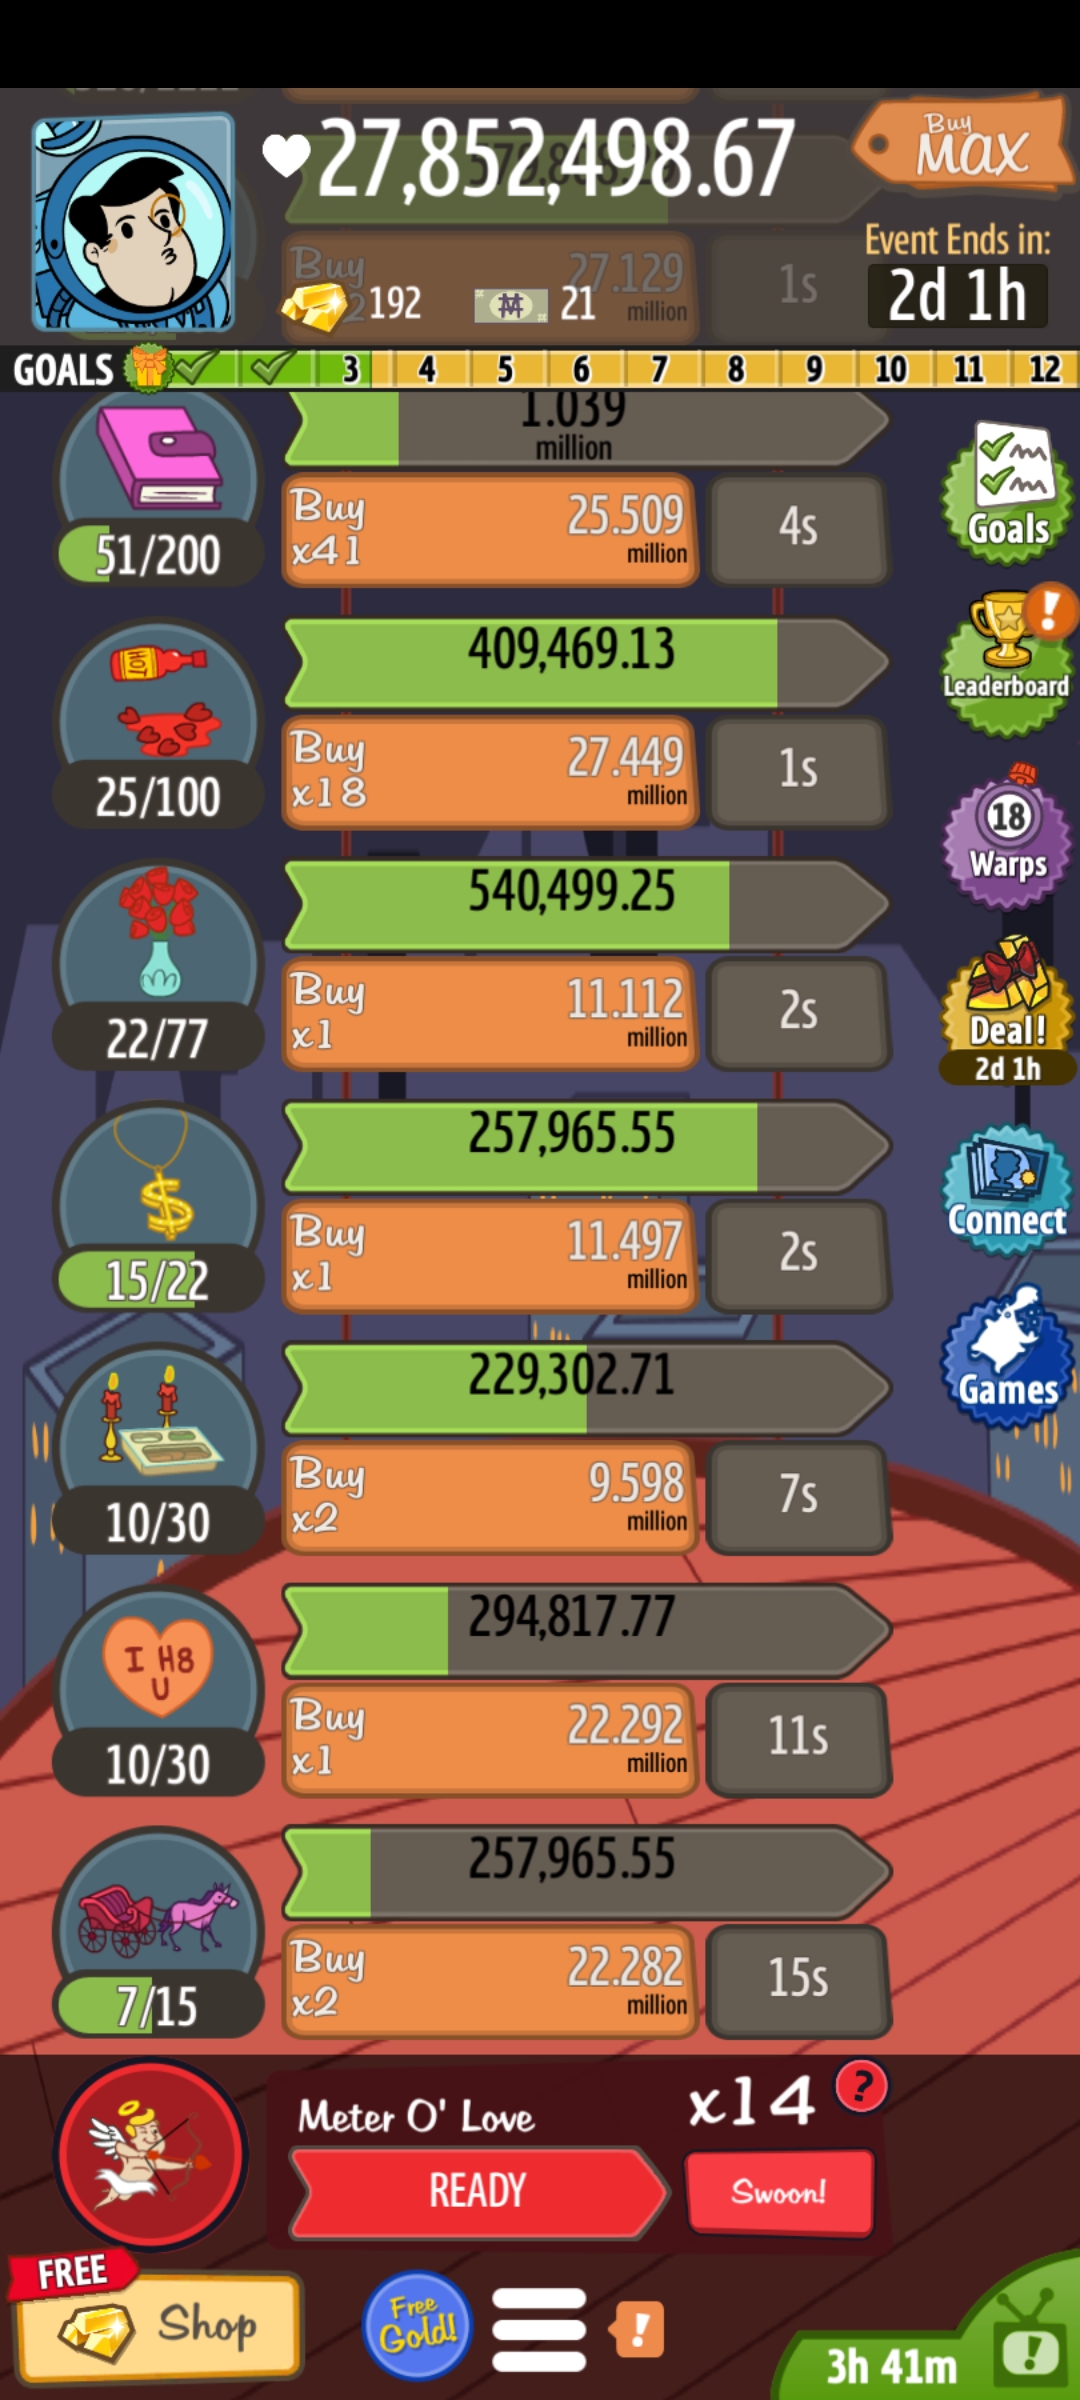 27,852,498.67
Buy
MAX
Event Ends in:
2d 1h
192
21
Buy
27.129
million
1s
GOALS
3 4 5 6 7 8 9 10 11 12
1.039
million
51/200
Buy
x41
25.509
million
4s
Goals
HOT
25/100
409,469.13
Buy
x18
27.449
million
1s
!
Leaderboard
18
Warps
22/77
540,499.25
Buy
x1
11.112
million
2s
Deal!
2d 1h
$
15/22
257,965.55
Buy
x1
11.497
million
2s
Connect
10/30
229,302.71
Buy
x2
9.598
million
7s
Games
I H8
U
10/30
294,817.77
Buy
x1
22.292
million
11s
7/15
257,965.55
Buy
x2
22.282
million
15s
Meter O' Love
x14
?
READY
Swoon!
FREE
Shop
Free
Gold!
!
3h 41m
!